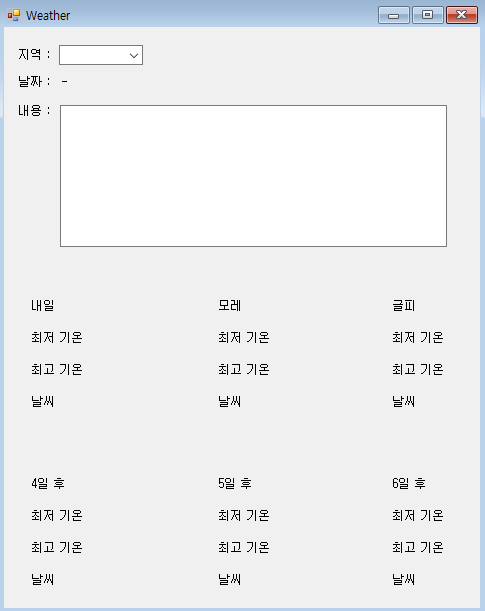 Weather
지역 :
날짜 : -
내용 :
내일 모레 글피
최저 기온 최저 기온 최저 기온
최고 기온 최고 기온 최고 기온
날씨 날씨 날씨
4일 후 5일 후 6일 후
최저 기온 최저 기온 최저 기온
최고 기온 최고 기온 최고 기온
날씨 날씨 날씨